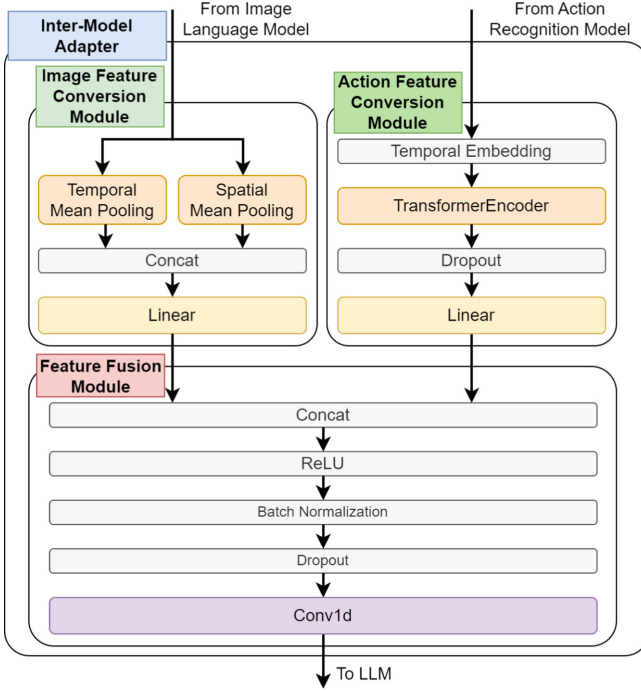 From Image
Language Model
From Action
Recognition Model
Inter-Model
Adapter
Image Feature
Conversion
Module
Temporal
Mean Pooling
Spatial
Mean Pooling
Concat
Linear
Action Feature
Conversion
Module
Temporal Embedding
TransformerEncoder
Dropout
Linear
Feature Fusion
Module
Concat
ReLU
Batch Normalization
Dropout
Conv1d
To LLM